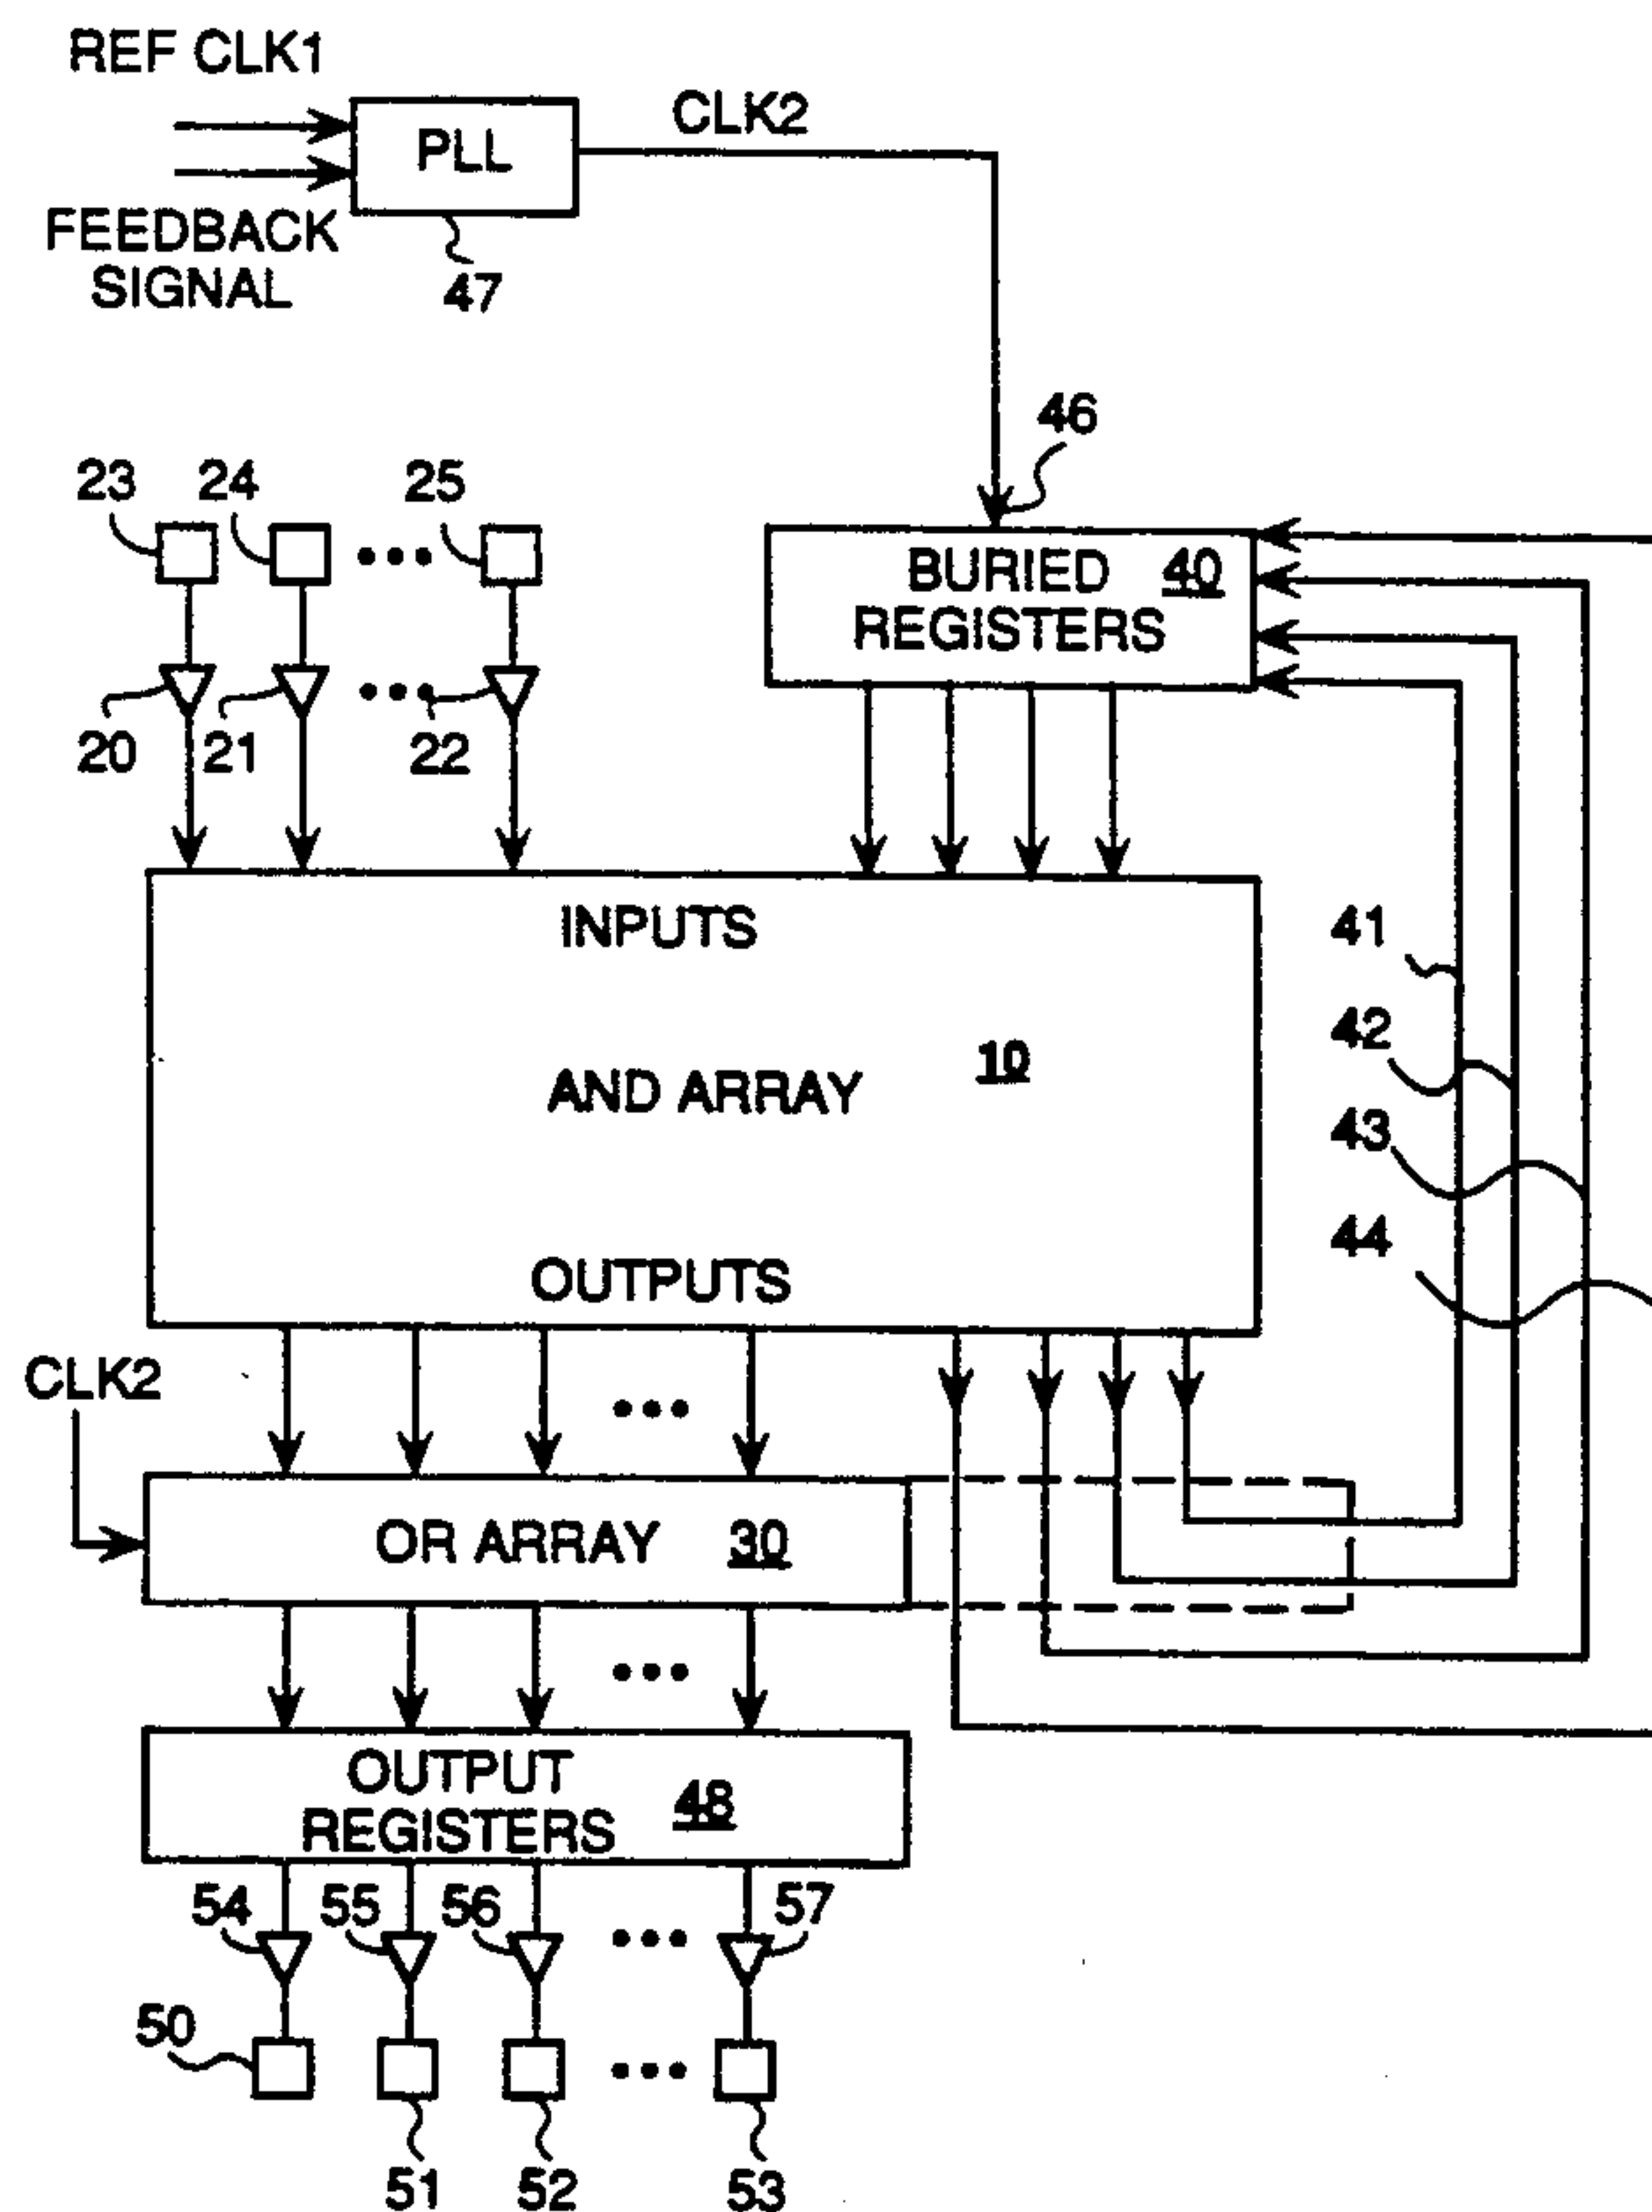 REF CLK1
PLL
CLK2
FEEDBACK
SIGNAL
47
46
23
24
25
BURIED 40
REGISTERS
20
21
22
INPUTS
41
10
42
AND ARRAY
43
44
OUTPUTS
CLK2
OR ARRAY 30
OUTPUT
REGISTERS
48
54
55
56
57
50
51
52
53